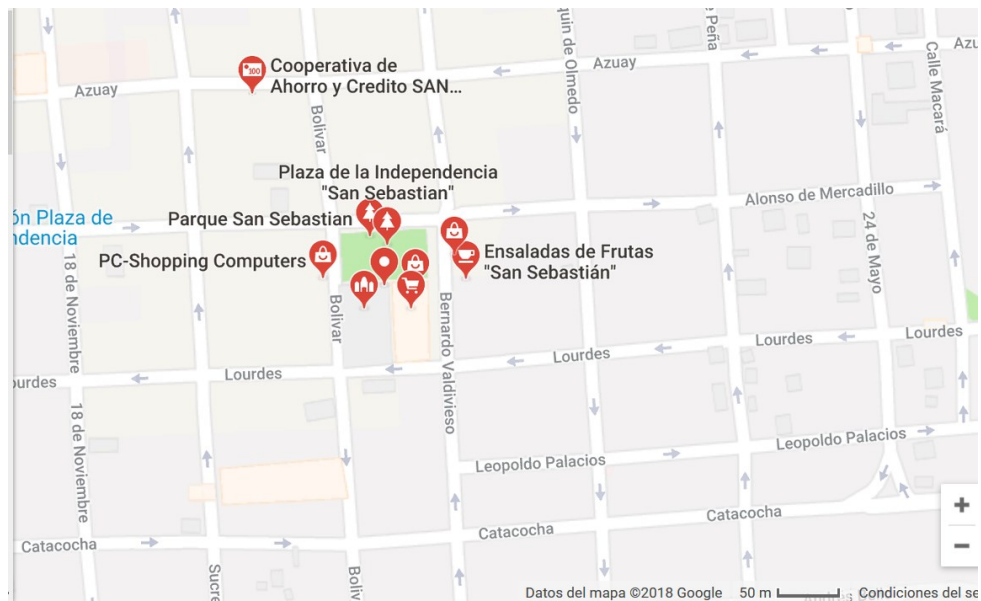 Cooperativa de
Ahorro y Credito SAN...
100
Azuay
Azuay
Azu
Bolivar
quin de Olmedo
Peña
Calle Macará
Plaza de la Independencia
"San Sebastian"
Alonso de Mercadillo
Parque San Sebastian
ón Plaza de
ndencia
PC-Shopping Computers
Ensaladas de Frutas
"San Sebastián"
24 de Mayo
18 de Noviembre
Bolivar
Bernardo Valdivieso
Lourdes
Lourdes
Lourdes
Lourdes
ourdes
18 de Noviembre
Leopoldo Palacios
Leopoldo Palacios
Catacocha
Catacocha
Catacocha
Sucre
Boliv
+
−
Datos del mapa ©2018 Google
50 m
Condiciones del se